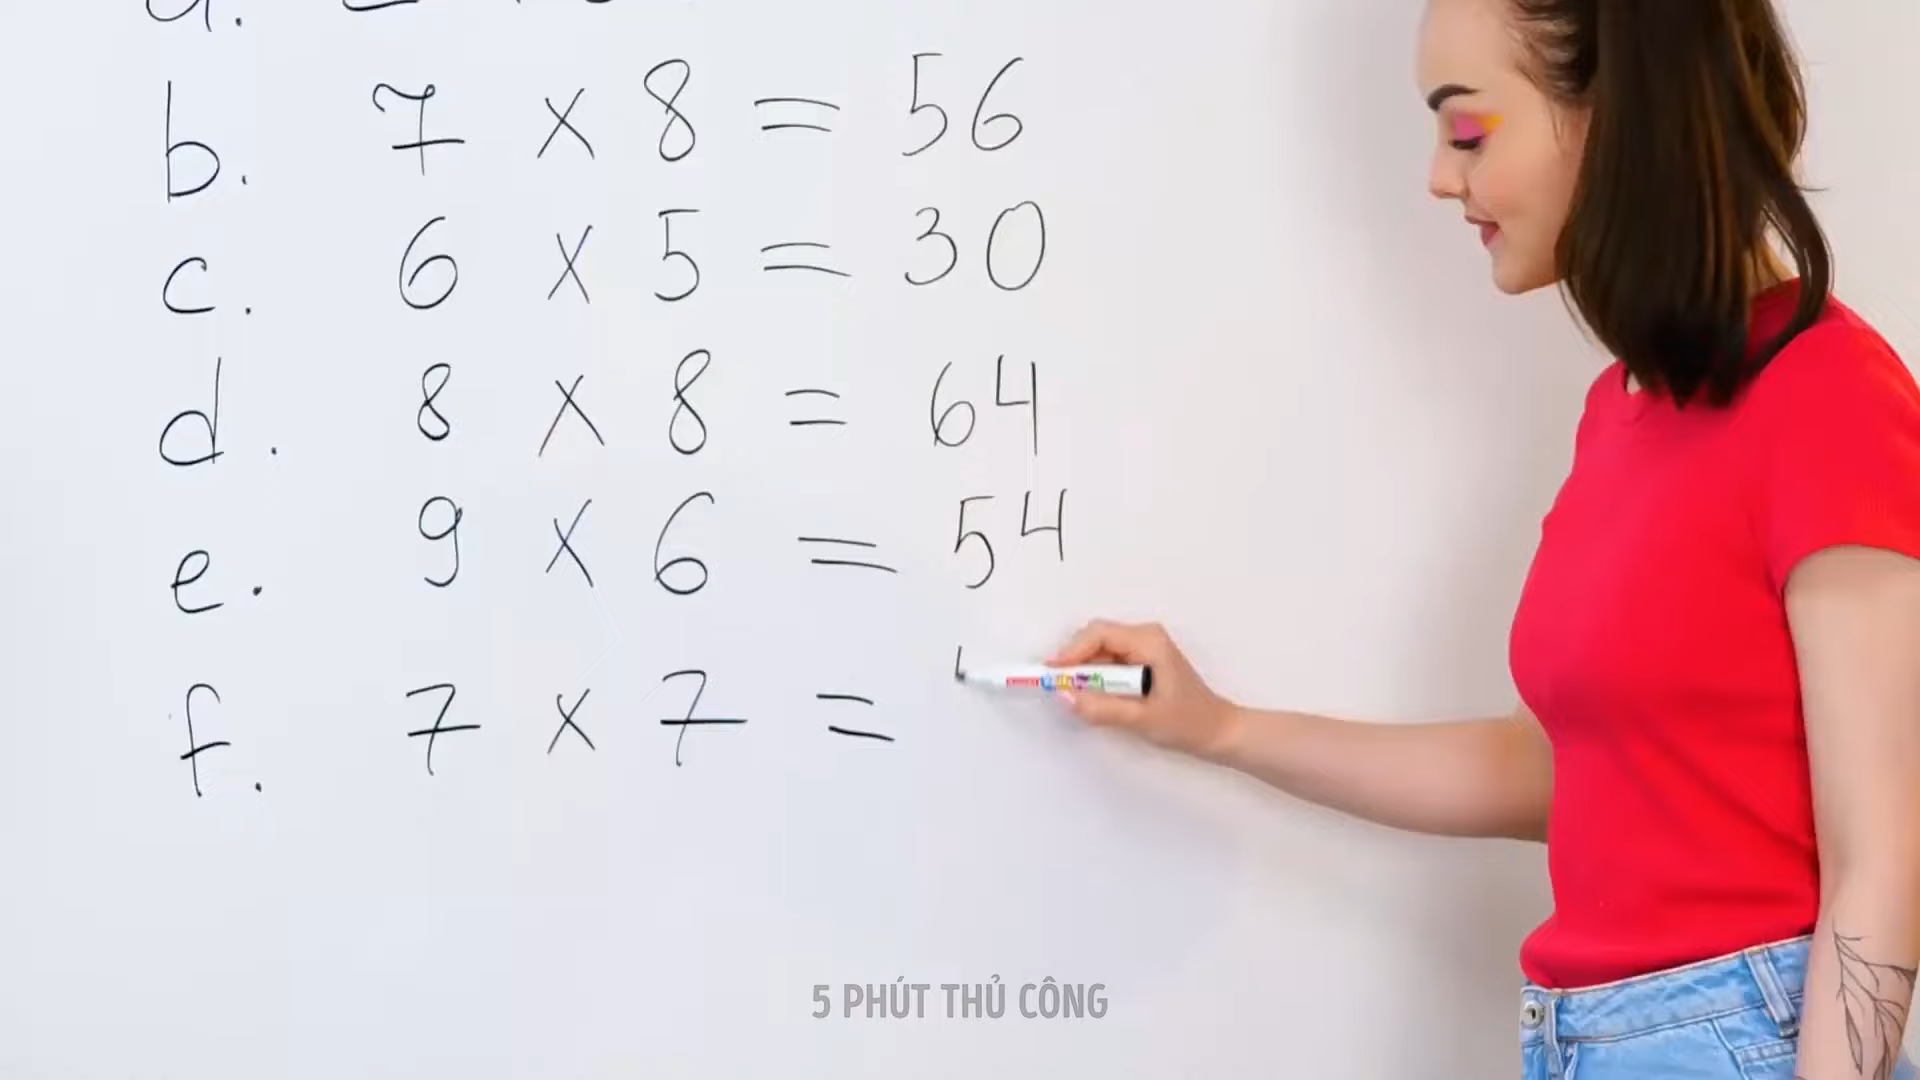 b. 7 x 8 = 56
c. 6 x 5 = 30
d. 8 x 8 = 64
e. 9 x 6 = 54
f. 7 x 7 =
5 PHÚT THỦ CÔNG